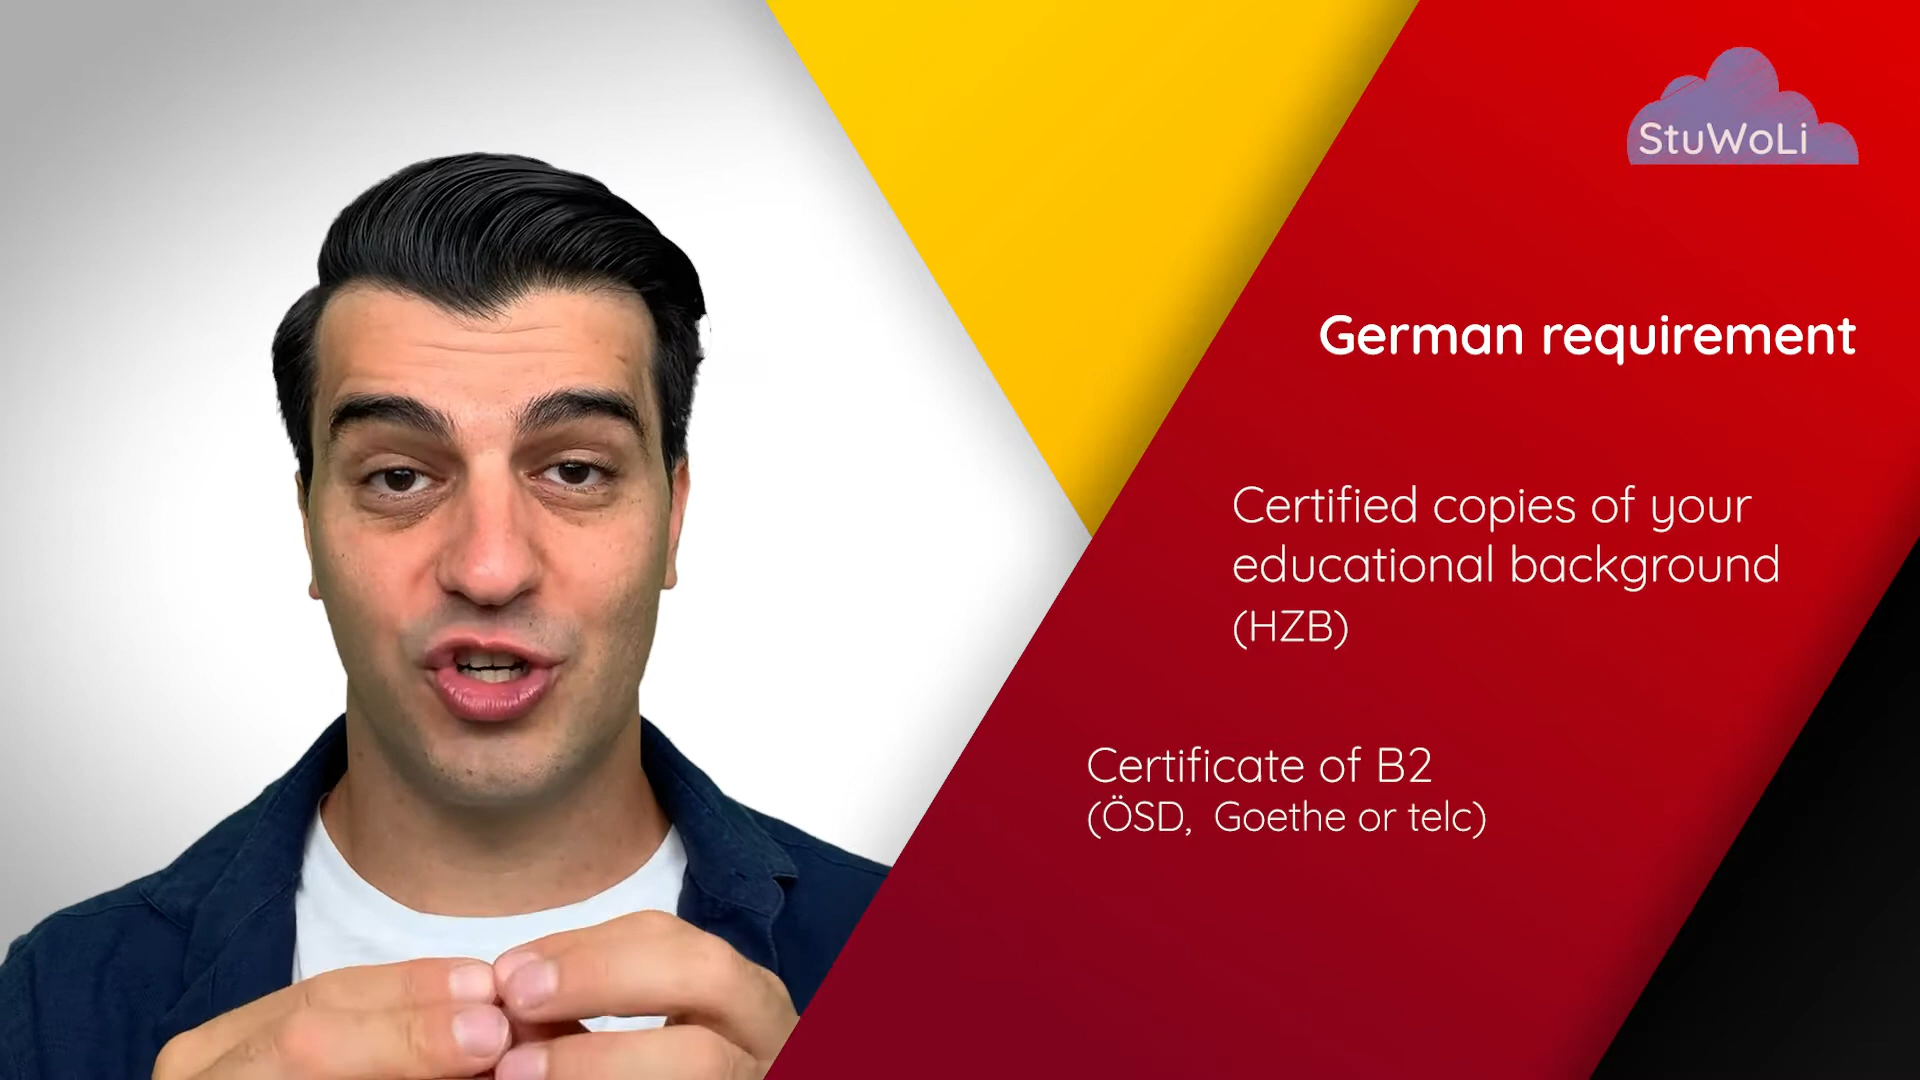 StuWoLi
German requirement
Certified copies of your
educational background
(HZB)
Certificate of B2
(ÖSD, Goethe or telc)